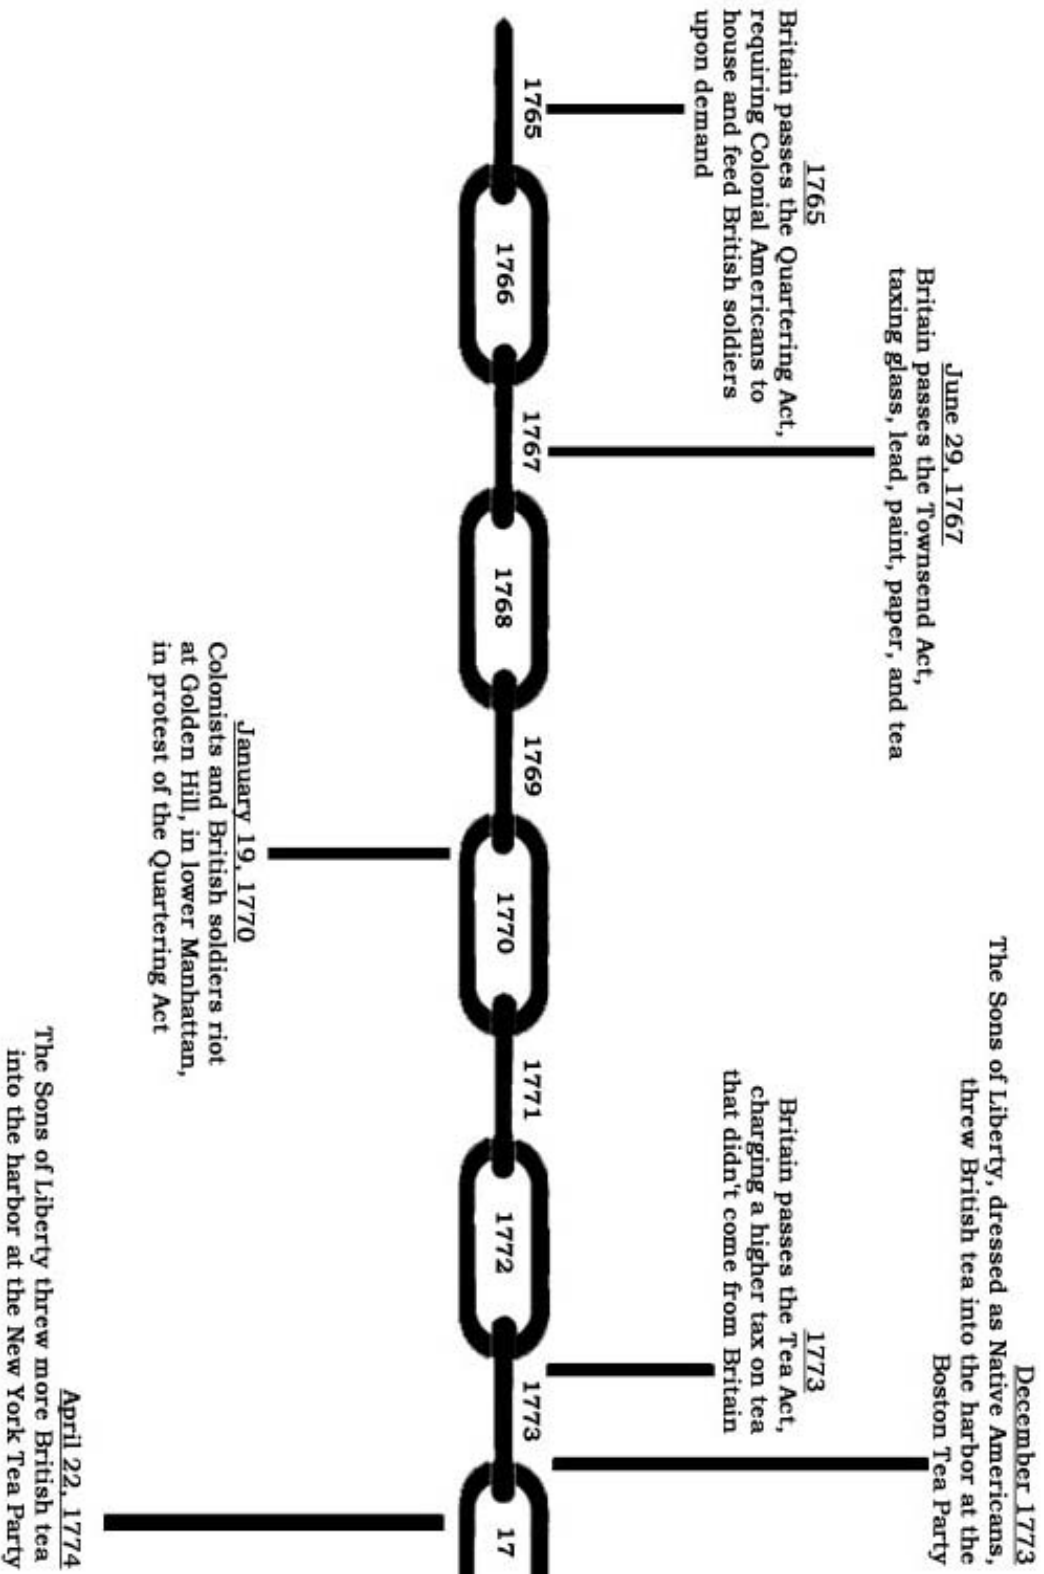 1765
Britain passes the Quartering Act,
requiring Colonial Americans to
house and feed British soldiers
upon demand
June 29, 1767
Britain passes the Townsend Act,
taxing glass, lead, paint, paper, and tea
December 1773
The Sons of Liberty, dressed as Native Americans,
threw British tea into the harbor at the
Boston Tea Party
1773
Britain passes the Tea Act,
charging a higher tax on tea
that didn't come from Britain
1765
1766
1767
1768
1769
1770
1771
1772
1773
17
January 19, 1770
Colonists and British soldiers riot
at Golden Hill, in lower Manhattan,
in protest of the Quartering Act
April 22, 1774
The Sons of Liberty threw more British tea
into the harbor at the New York Tea Party